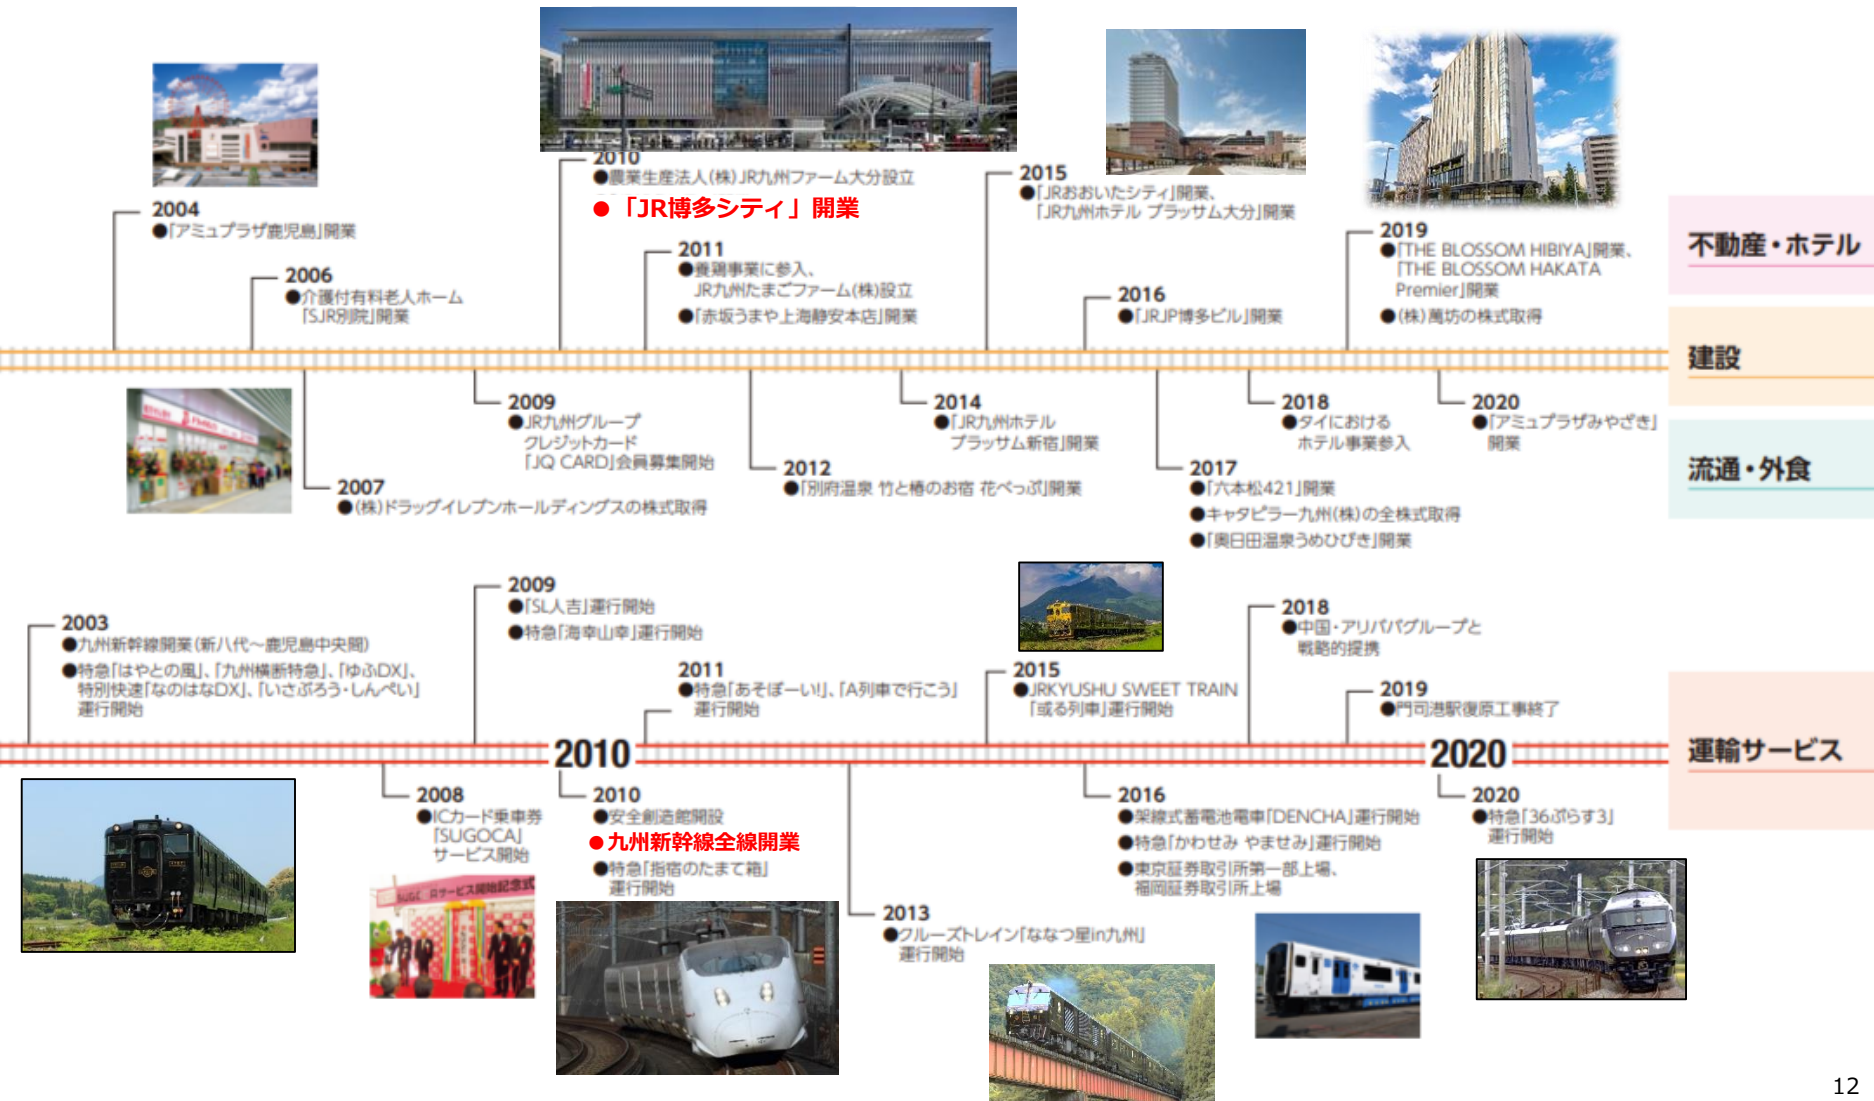 2004
●「アミュプラザ鹿児島」開業
2006
●介護付有料老人ホーム
「SJR別院」開業
2010
●農業生産法人(株)JR九州ファーム大分設立
●「JR博多シティ」開業
2011
●養鶏事業に参入、
JR九州たまごファーム(株)設立
●「赤坂うまや上海静安本店」開業
2015
●「JRおおいたシティ」開業、
「JR九州ホテル ブラッサム大分」開業
2016
●「JRJP博多ビル」開業
2019
●「THE BLOSSOM HIBIYA」開業、
「THE BLOSSOM HAKATA
Premier」開業
●(株)萬坊の株式取得
不動産・ホテル
建設
流通・外食
2007
●(株)ドラッグイレブンホールディングスの株式取得
2009
●JR九州グループ
クレジットカード
「JQ CARD」会員募集開始
2012
●「別府温泉 竹と椿のお宿 花べっぷ」開業
2014
●「JR九州ホテル
ブラッサム新宿」開業
2017
●「六本松421」開業
●キャタピラー九州(株)の全株式取得
●「奥日田温泉うめひびき」開業
2018
●タイにおける
ホテル事業参入
2020
●「アミュプラザみやざき」
開業
2003
●九州新幹線開業(新八代～鹿児島中央間)
●特急「はやとの風」、「九州横断特急」、「ゆふDX」、
特別快速「なのはなDX」、「いさぶろう・しんぺい」
運行開始
2009
●「SL人吉」運行開始
●特急「海幸山幸」運行開始
2011
●特急「あそぼーい!」、「A列車で行こう」
運行開始
2015
●JRKYUSHU SWEET TRAIN
「或る列車」運行開始
2018
●中国・アリババグループと
戦略的提携
2019
●門司港駅復原工事終了
2010
2020
運輸サービス
2008
●ICカード乗車券
「SUGOCA」
サービス開始
2010
●安全創造館開設
●九州新幹線全線開業
●特急「指宿のたまて箱」
運行開始
2013
●クルーズトレイン「ななつ星in九州」
運行開始
2016
●架線式蓄電池電車「DENCHA」運行開始
●特急「かわせみ やませみ」運行開始
●東京証券取引所第一部上場、
福岡証券取引所上場
2020
●特急「36ぷらす3」
運行開始
12